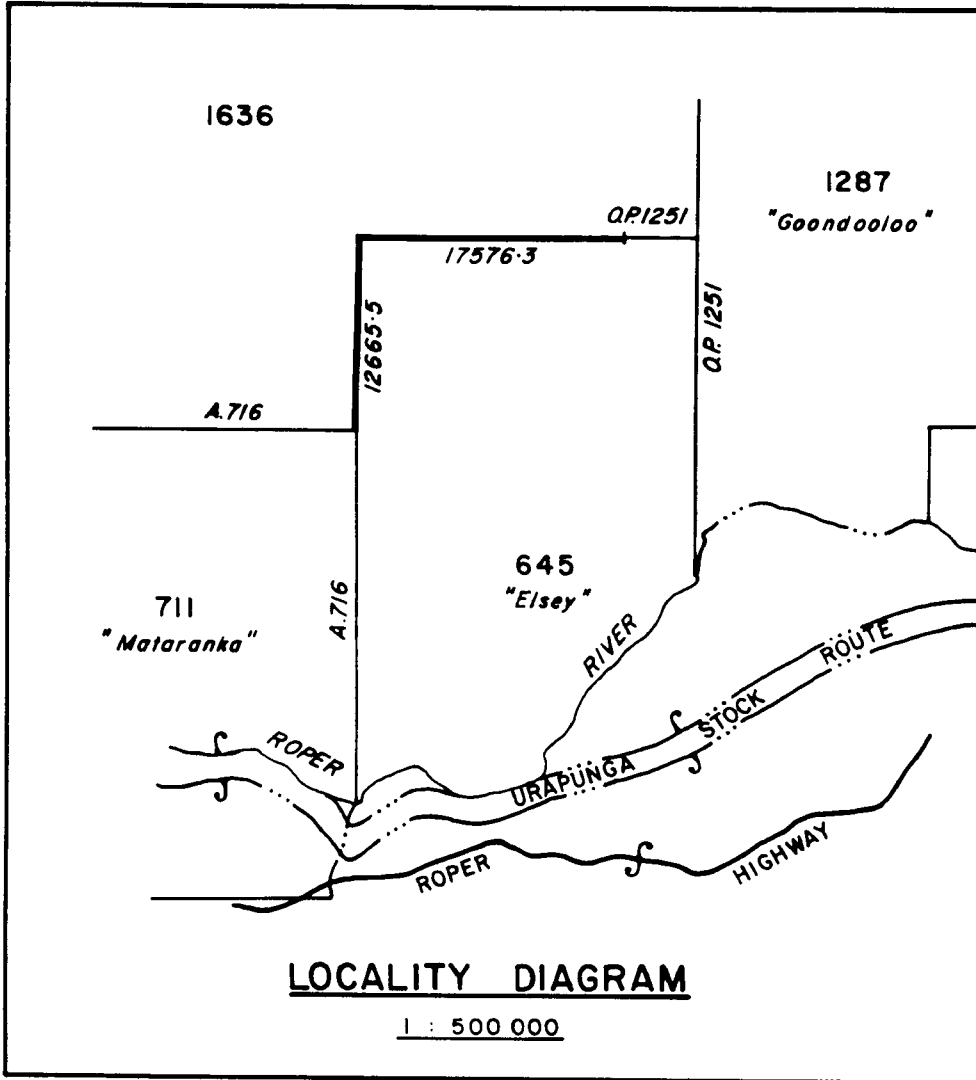 1636
1287
"Goondooloo"
O.P.1251
17576·3
12665·5
O.P. 1251
A.716
645
"Elsey"
A.716
711
"Mataranka"
RIVER
ROPER
URAPUNGA STOCK ROUTE
ROPER HIGHWAY
LOCALITY DIAGRAM
1 : 500 000